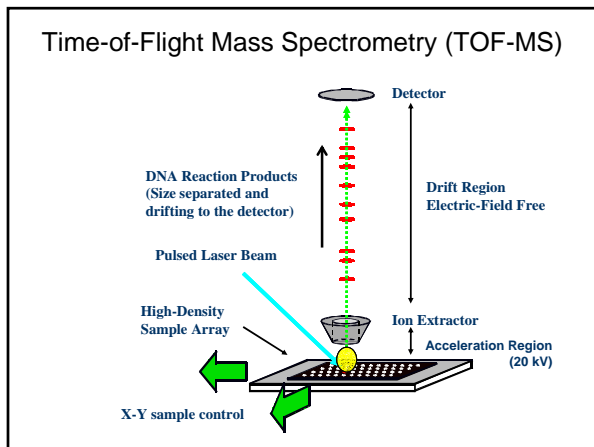 Time-of-Flight Mass Spectrometry (TOF-MS)
Detector
DNA Reaction Products
(Size separated and
drifting to the detector)
Drift Region
Electric-Field Free
Pulsed Laser Beam
High-Density
Sample Array
Ion Extractor
Acceleration Region
(20 kV)
X-Y sample control